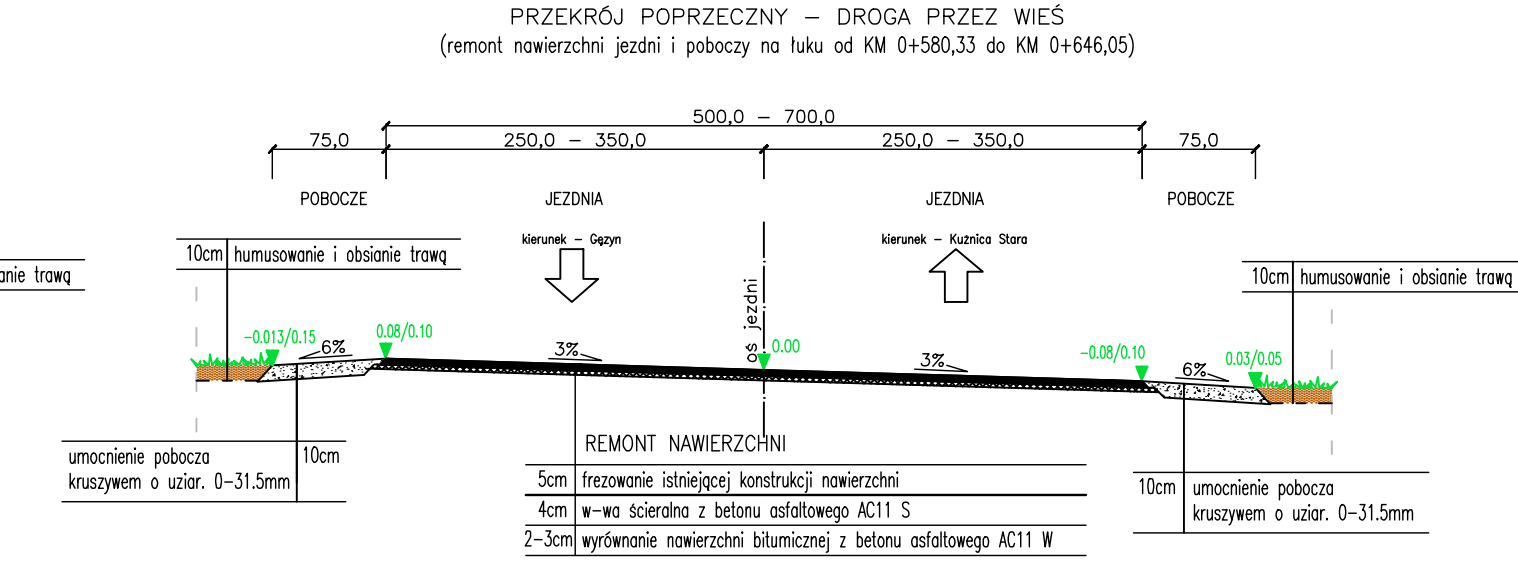 PRZEKRÓJ POPRZECZNY – DROGA PRZEZ WIEŚ
(remont nawierzchni jezdni i poboczy na łuku od KM 0+580,33 do KM 0+646,05)
500,0 – 700,0
75,0
250,0 – 350,0
250,0 – 350,0
75,0
POBOCZE
JEZDNIA
JEZDNIA
POBOCZE
kierunek – Gęzyn
kierunek – Kuźnica Stara
anie trawą
10cm humusowanie i obsianie trawą
10cm humusowanie i obsianie trawą
oś jezdni
-0.013/0.15
6%
0.08/0.10
3%
0.00
3%
-0.08/0.10
6%
0.03/0.05
umocnienie pobocza
kruszywem o uziar. 0-31.5mm
10cm
REMONT NAWIERZCHNI
5cm frezowanie istniejącej konstrukcji nawierzchni
4cm w-wa ścieralna z betonu asfaltowego AC11 S
2-3cm wyrównanie nawierzchni bitumicznej z betonu asfaltowego AC11 W
10cm umocnienie pobocza
kruszywem o uziar. 0-31.5mm